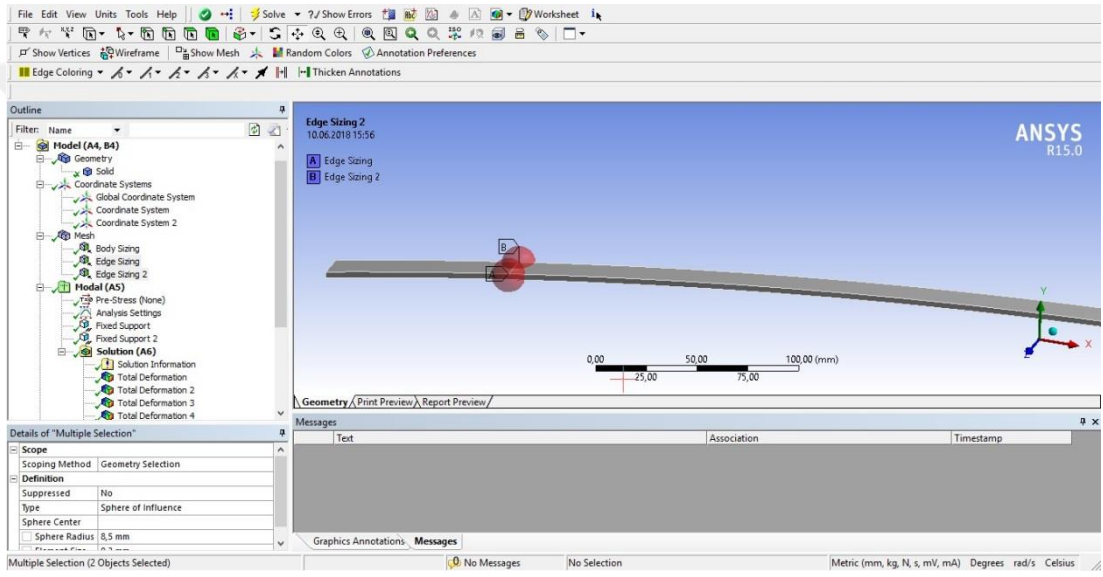 File Edit View Units Tools Help Solve ?/ Show Errors Worksheet
Show Vertices Wireframe Show Mesh Random Colors Annotation Preferences
Edge Coloring Thicken Annotations
Outline
Filter: Name
Model (A4, B4)
Geometry
Solid
Coordinate Systems
Global Coordinate System
Coordinate System
Coordinate System 2
Mesh
Body Sizing
Edge Sizing
Edge Sizing 2
Modal (A5)
Pre-Stress (None)
Analysis Settings
Fixed Support
Fixed Support 2
Solution (A6)
Solution Information
Total Deformation
Total Deformation 2
Total Deformation 3
Total Deformation 4
Details of "Multiple Selection"
Scope
Scoping Method Geometry Selection
Definition
Suppressed No
Type Sphere of Influence
Sphere Center
Sphere Radius 8,5 mm
Edge Sizing 2
10.06.2018 15:56
A Edge Sizing
B Edge Sizing 2
ANSYS
R15.0
B
A
Y
X
Z
0,00 50,00 100,00 (mm)
25,00 75,00
Geometry Print Preview Report Preview
Messages
Text Association Timestamp
Graphics Annotations Messages
Multiple Selection (2 Objects Selected) No Messages No Selection Metric (mm, kg, N, s, mV, mA) Degrees rad/s Celsius